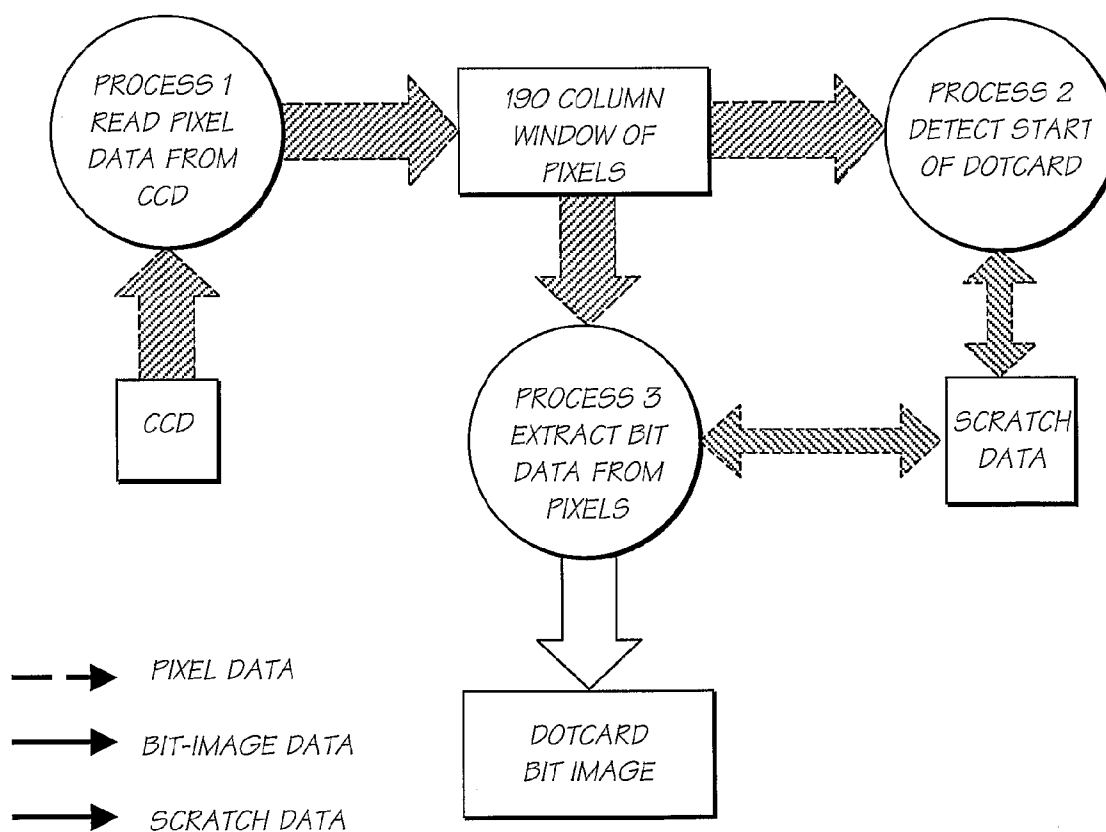 PROCESS 1
READ PIXEL
DATA FROM
CCD
190 COLUMN
WINDOW OF
PIXELS
PROCESS 2
DETECT START
OF DOTCARD
CCD
PROCESS 3
EXTRACT BIT
DATA FROM
PIXELS
SCRATCH
DATA
DOTCARD
BIT IMAGE
PIXEL DATA
BIT-IMAGE DATA
SCRATCH DATA